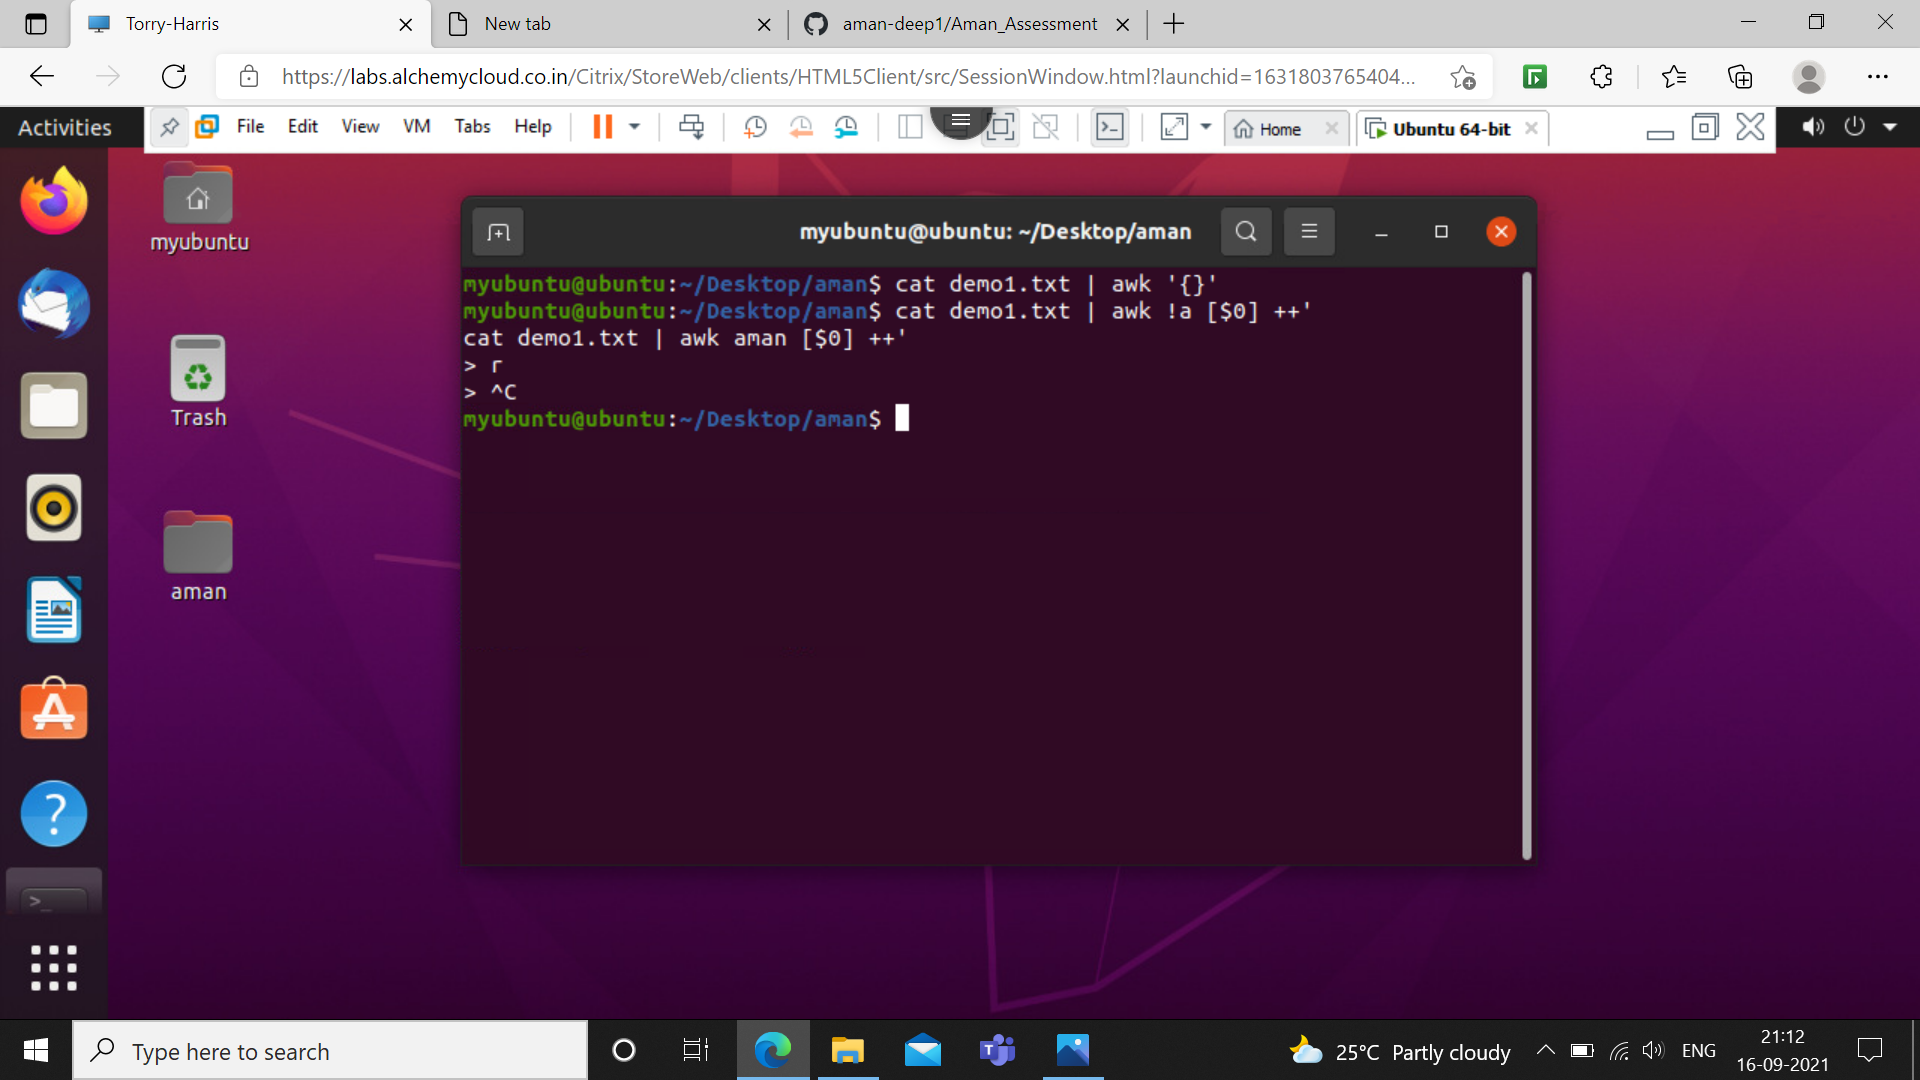 Torry-Harris
New tab
aman-deep1/Aman_Assessment
https://labs.alchemycloud.co.in/Citrix/StoreWeb/clients/HTML5Client/src/SessionWindow.html?launchid=1631803765404...
Activities
File Edit View VM Tabs Help
Home
Ubuntu 64-bit
myubuntu
Trash
aman
myubuntu@ubuntu: ~/Desktop/aman
myubuntu@ubuntu:~/Desktop/aman$ cat demo1.txt | awk '{}'
myubuntu@ubuntu:~/Desktop/aman$ cat demo1.txt | awk !a [$0] ++'
cat demo1.txt | awk aman [$0] ++'
> r
> ^C
myubuntu@ubuntu:~/Desktop/aman$
Type here to search
25°C Partly cloudy
ENG
21:12
16-09-2021